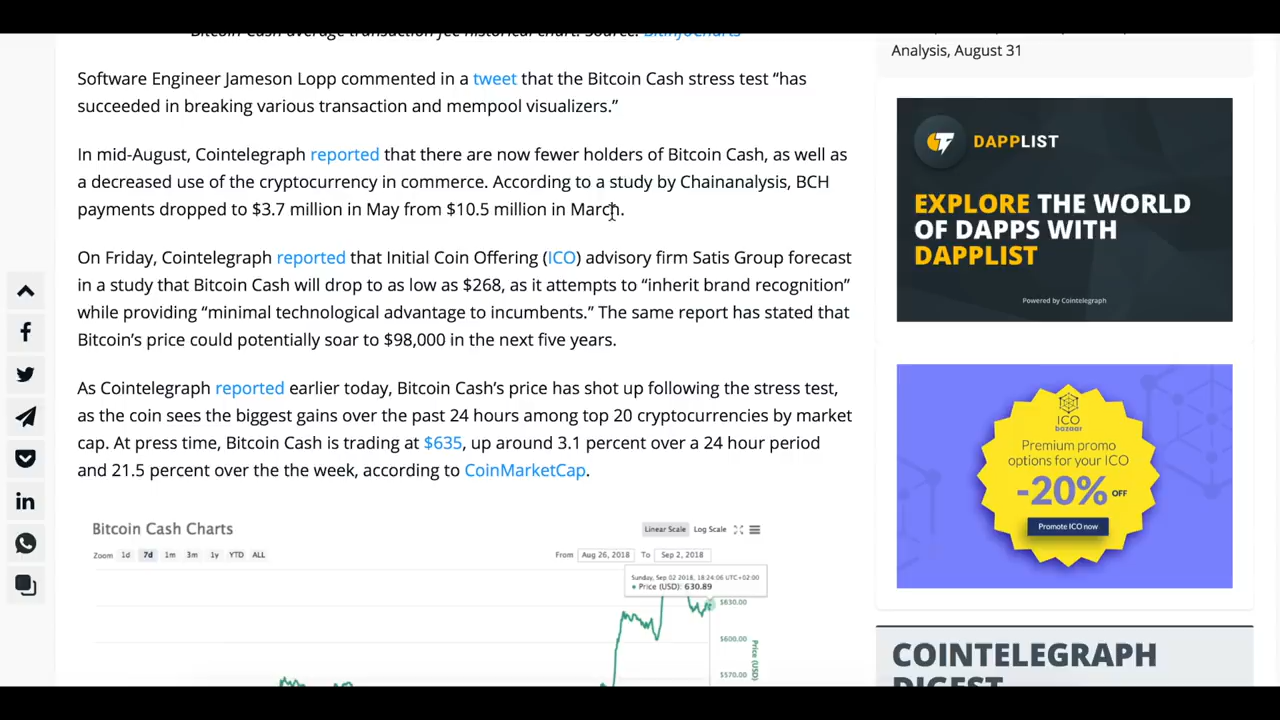 Bitcoin Cash average transaction fee historical chart. Source: BitInfoCharts
Software Engineer Jameson Lopp commented in a tweet that the Bitcoin Cash stress test “has
succeeded in breaking various transaction and mempool visualizers.”
In mid-August, Cointelegraph reported that there are now fewer holders of Bitcoin Cash, as well as
a decreased use of the cryptocurrency in commerce. According to a study by Chainanalysis, BCH
payments dropped to $3.7 million in May from $10.5 million in March.
On Friday, Cointelegraph reported that Initial Coin Offering (ICO) advisory firm Satis Group forecast
in a study that Bitcoin Cash will drop to as low as $268, as it attempts to “inherit brand recognition”
while providing “minimal technological advantage to incumbents.” The same report has stated that
Bitcoin’s price could potentially soar to $98,000 in the next five years.
As Cointelegraph reported earlier today, Bitcoin Cash’s price has shot up following the stress test,
as the coin sees the biggest gains over the past 24 hours among top 20 cryptocurrencies by market
cap. At press time, Bitcoin Cash is trading at $635, up around 3.1 percent over a 24 hour period
and 21.5 percent over the the week, according to CoinMarketCap.
Bitcoin Cash Charts
Linear Scale Log Scale
Zoom 1d 7d 1m 3m 1y YTD ALL
From Aug 26, 2018 To Sep 2, 2018
Sunday, Sep 02 2018, 18:24:06 UTC+02:00
Price (USD): 630.89
$630.00
$600.00
$570.00
Price (USD)
Analysis, August 31
DAPPLIST
EXPLORE THE WORLD
OF DAPPS WITH
DAPPLIST
Powered by Cointelegraph
ICO
bozaar
Premium promo
options for your ICO
-20% OFF
Promote ICO now
COINTELEGRAPH
DIGEST